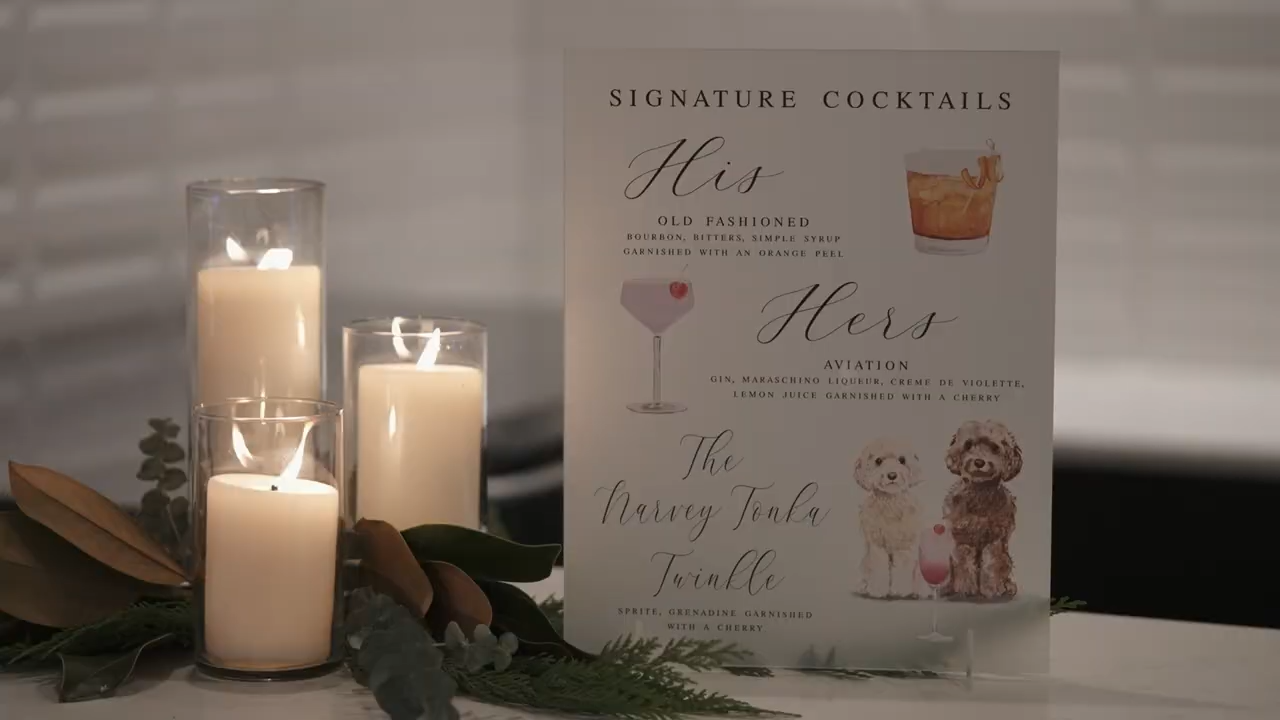 SIGNATURE COCKTAILS
His
OLD FASHIONED
BOURBON, BITTERS, SIMPLE SYRUP
GARNISHED WITH AN ORANGE PEEL
Hers
AVIATION
GIN, MARASCHINO LIQUEUR, CREME DE VIOLETTE,
LEMON JUICE GARNISHED WITH A CHERRY
The
Narvey Tonka
Twinkle
SPRITE, GRENADINE GARNISHED
WITH A CHERRY